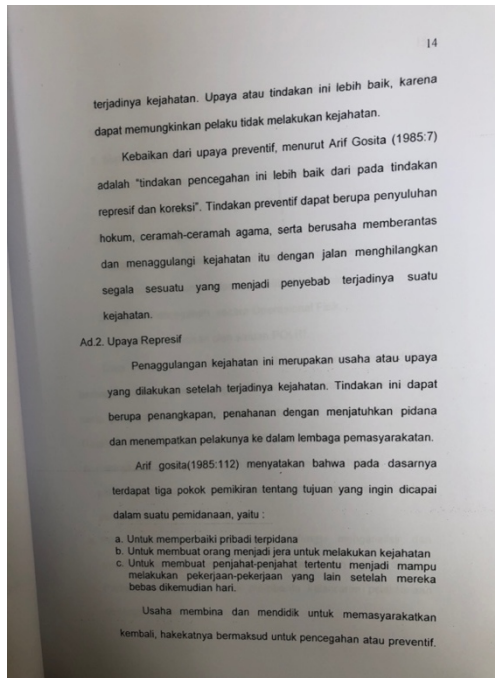 14
terjadinya kejahatan. Upaya atau tindakan ini lebih baik, karena
dapat memungkinkan pelaku tidak melakukan kejahatan.
Kebaikan dari upaya preventif, menurut Arif Gosita (1985:7)
adalah “tindakan pencegahan ini lebih baik dari pada tindakan
represif dan koreksi”. Tindakan preventif dapat berupa penyuluhan
hokum, ceramah-ceramah agama, serta berusaha memberantas
dan menaggulangi kejahatan itu dengan jalan menghilangkan
segala sesuatu yang menjadi penyebab terjadinya suatu
kejahatan.
Ad.2. Upaya Represif
Penaggulangan kejahatan ini merupakan usaha atau upaya
yang dilakukan setelah terjadinya kejahatan. Tindakan ini dapat
berupa penangkapan, penahanan dengan menjatuhkan pidana
dan menempatkan pelakunya ke dalam lembaga pemasyarakatan.
Arif gosita(1985:112) menyatakan bahwa pada dasarnya
terdapat tiga pokok pemikiran tentang tujuan yang ingin dicapai
dalam suatu pemidanaan, yaitu :
a. Untuk memperbaiki pribadi terpidana
b. Untuk membuat orang menjadi jera untuk melakukan kejahatan
c. Untuk membuat penjahat-penjahat tertentu menjadi mampu
melakukan pekerjaan-pekerjaan yang lain setelah mereka
bebas dikemudian hari.
Usaha membina dan mendidik untuk memasyarakatkan
kembali, hakekatnya bermaksud untuk pencegahan atau preventif.